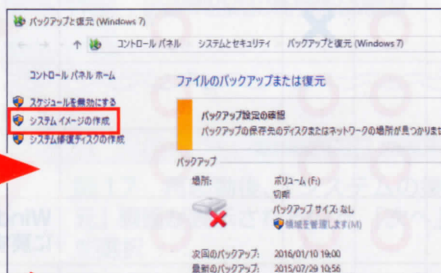 バックアップと復元 (Windows 7)
コントロール パネル システムとセキュリティ バックアップと復元 (Windows 7)
コントロール パネル ホーム
スケジュールを無効にする
システム イメージの作成
システム修復ディスクの作成
ファイルのバックアップまたは復元
バックアップ設定の確認
バックアップの保存先のディスクまたはネットワークの場所が見つかりませ
バックアップ
場所: ボリューム (F:)
切断
バックアップ サイズ: なし
領域を管理します(M)
次回のバックアップ: 2016/01/10 19:00
最新のバックアップ: 2015/07/29 10:56